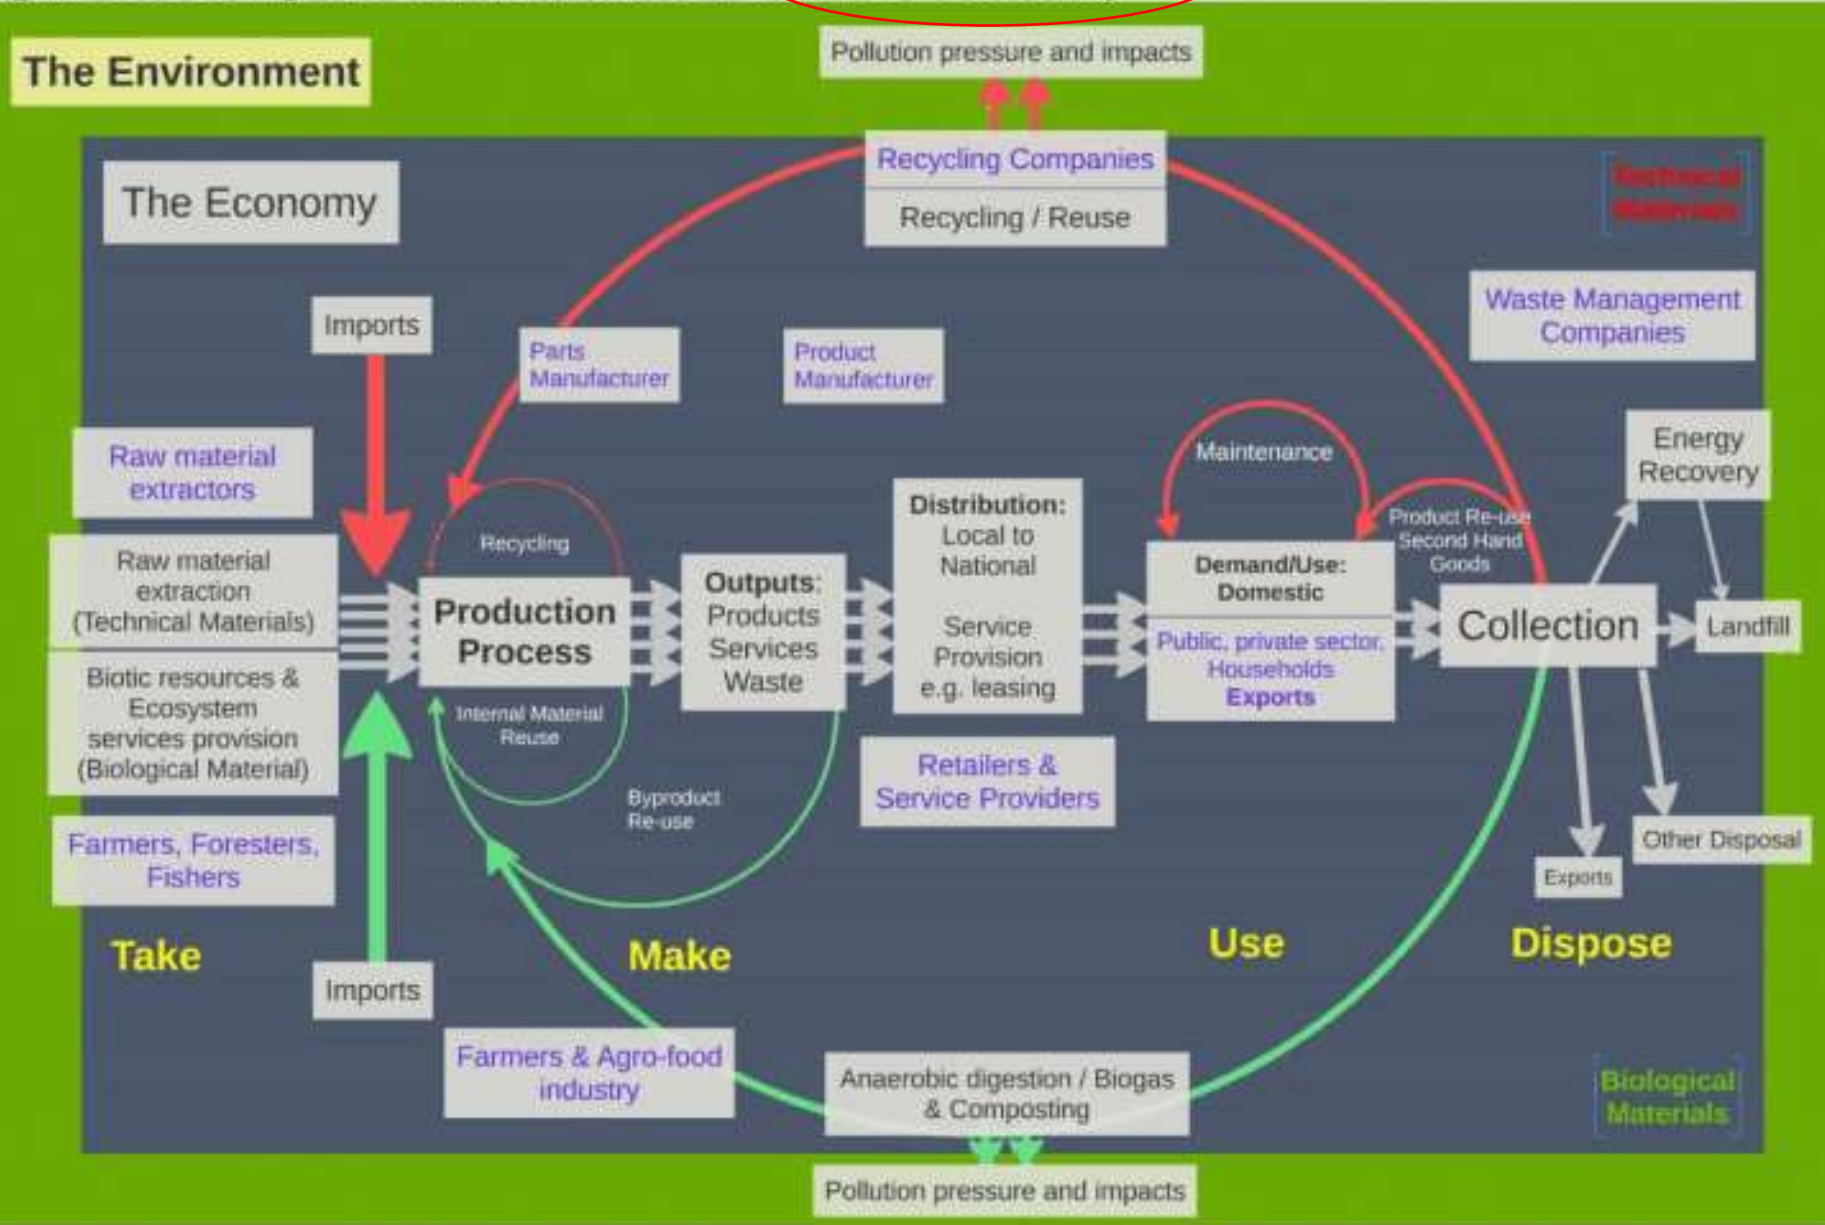 Pollution pressure and impacts
The Environment
Recycling Companies
Recycling / Reuse
The Economy
Technical
Materials
Waste Management
Companies
Imports
Parts
Manufacturer
Product
Manufacturer
Raw material
extractors
Maintenance
Energy
Recovery
Product Re-use
Second Hand
Goods
Recycling
Raw material
extraction
(Technical Materials)
Biotic resources &
Ecosystem
services provision
(Biological Material)
Production
Process
Outputs:
Products
Services
Waste
Distribution:
Local to
National
Service
Provision
e.g. leasing
Demand/Use:
Domestic
Public, private sector,
Households
Exports
Collection
Landfill
Internal Material
Reuse
Byproduct
Re-use
Retailers &
Service Providers
Farmers, Foresters,
Fishers
Other Disposal
Exports
Take
Make
Use
Dispose
Imports
Farmers & Agro-food
industry
Anaerobic digestion / Biogas
& Composting
Biological
Materials
Pollution pressure and impacts